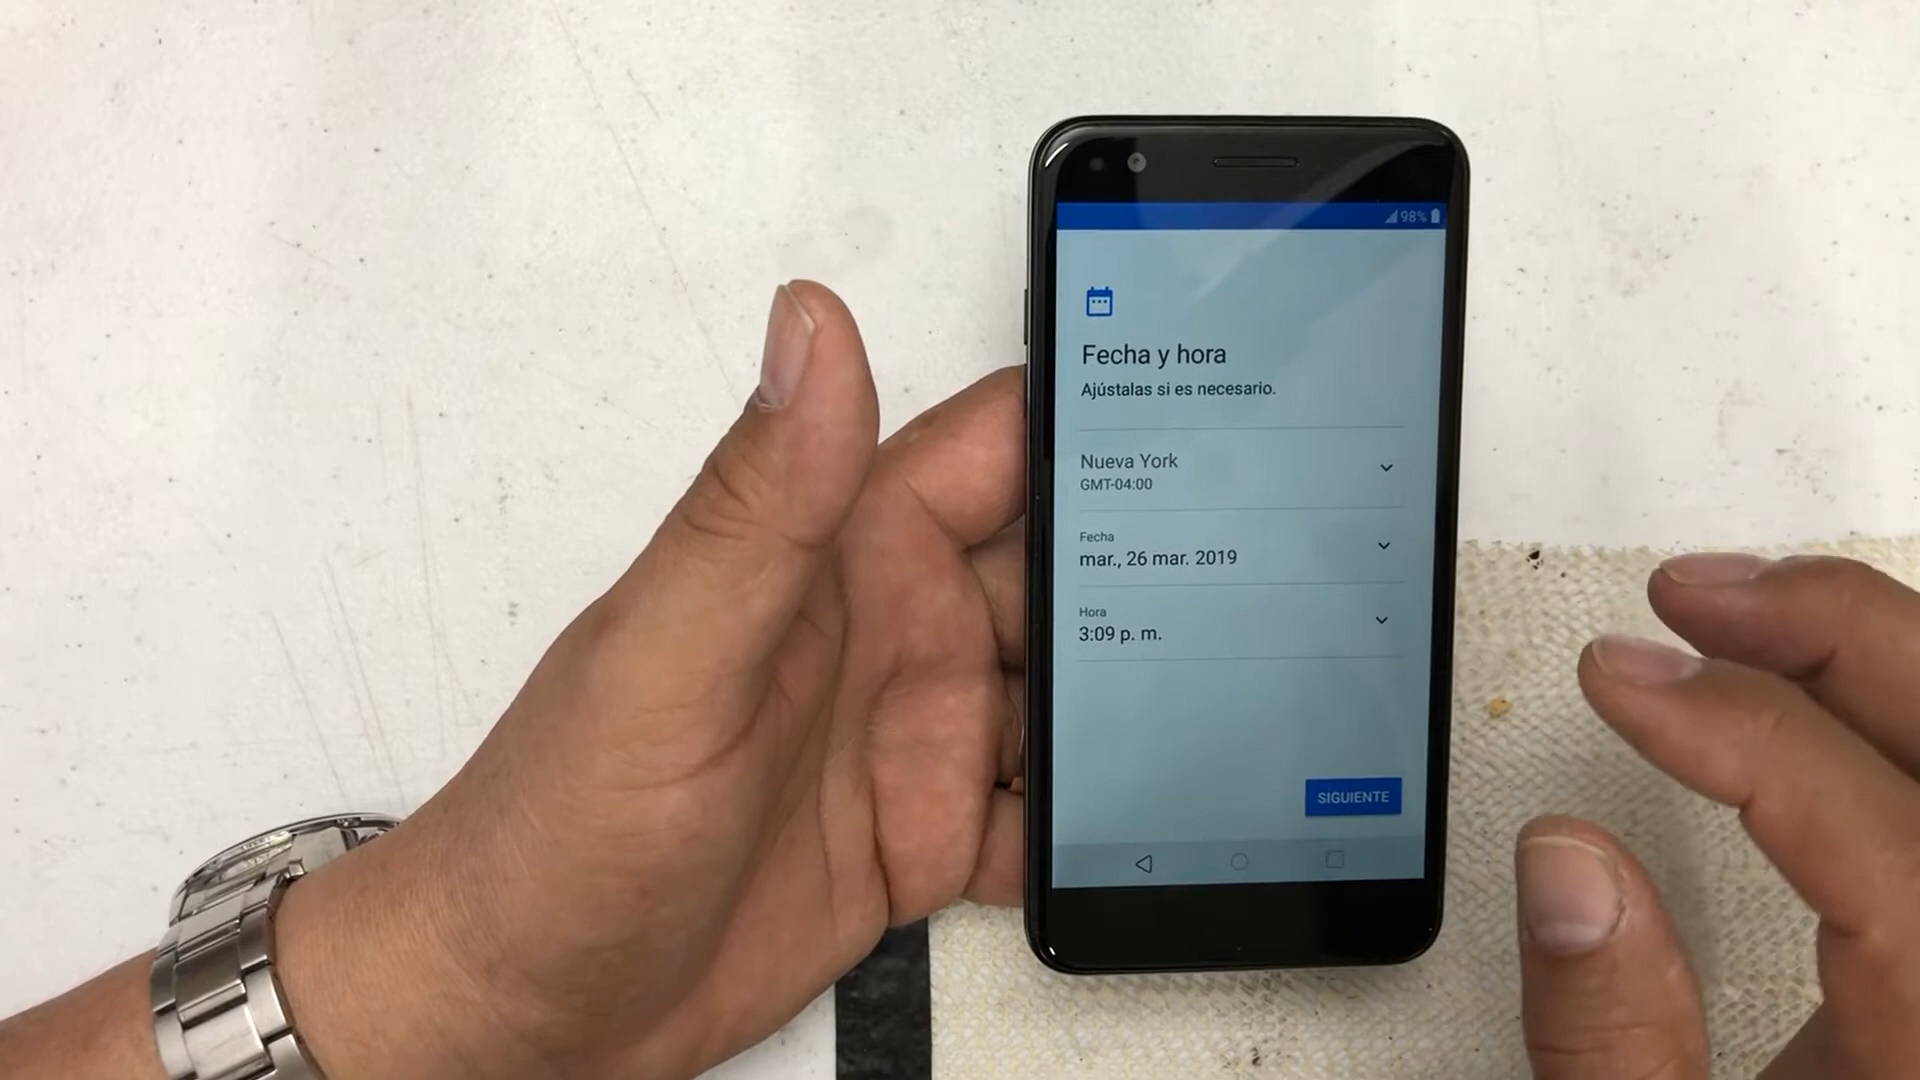 98%
Fecha y hora
Ajústalas si es necesario.
Nueva York
GMT-04:00
Fecha
mar., 26 mar. 2019
Hora
3:09 p. m.
SIGUIENTE